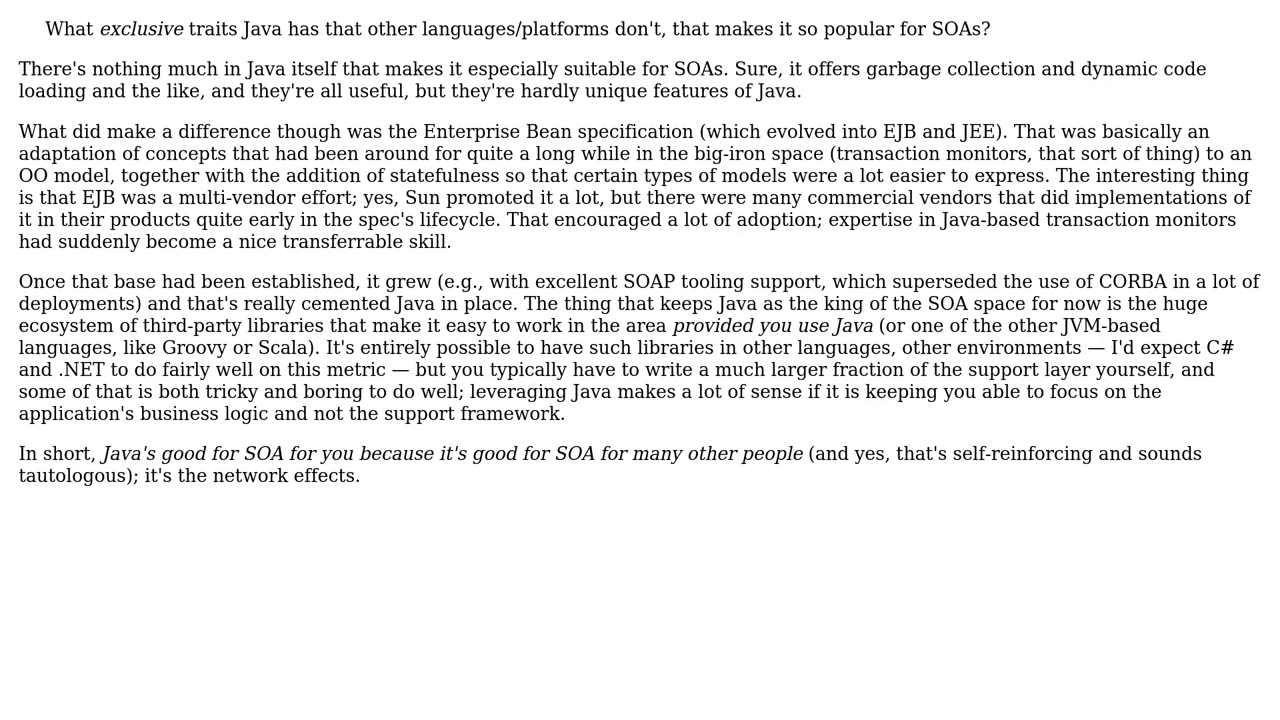 What exclusive traits Java has that other languages/platforms don't, that makes it so popular for SOAs?
There's nothing much in Java itself that makes it especially suitable for SOAs. Sure, it offers garbage collection and dynamic code
loading and the like, and they're all useful, but they're hardly unique features of Java.
What did make a difference though was the Enterprise Bean specification (which evolved into EJB and JEE). That was basically an
adaptation of concepts that had been around for quite a long while in the big-iron space (transaction monitors, that sort of thing) to an
OO model, together with the addition of statefulness so that certain types of models were a lot easier to express. The interesting thing
is that EJB was a multi-vendor effort; yes, Sun promoted it a lot, but there were many commercial vendors that did implementations of
it in their products quite early in the spec's lifecycle. That encouraged a lot of adoption; expertise in Java-based transaction monitors
had suddenly become a nice transferrable skill.
Once that base had been established, it grew (e.g., with excellent SOAP tooling support, which superseded the use of CORBA in a lot of
deployments) and that's really cemented Java in place. The thing that keeps Java as the king of the SOA space for now is the huge
ecosystem of third-party libraries that make it easy to work in the area provided you use Java (or one of the other JVM-based
languages, like Groovy or Scala). It's entirely possible to have such libraries in other languages, other environments — I'd expect C#
and .NET to do fairly well on this metric — but you typically have to write a much larger fraction of the support layer yourself, and
some of that is both tricky and boring to do well; leveraging Java makes a lot of sense if it is keeping you able to focus on the
application's business logic and not the support framework.
In short, Java's good for SOA for you because it's good for SOA for many other people (and yes, that's self-reinforcing and sounds
tautologous); it's the network effects.